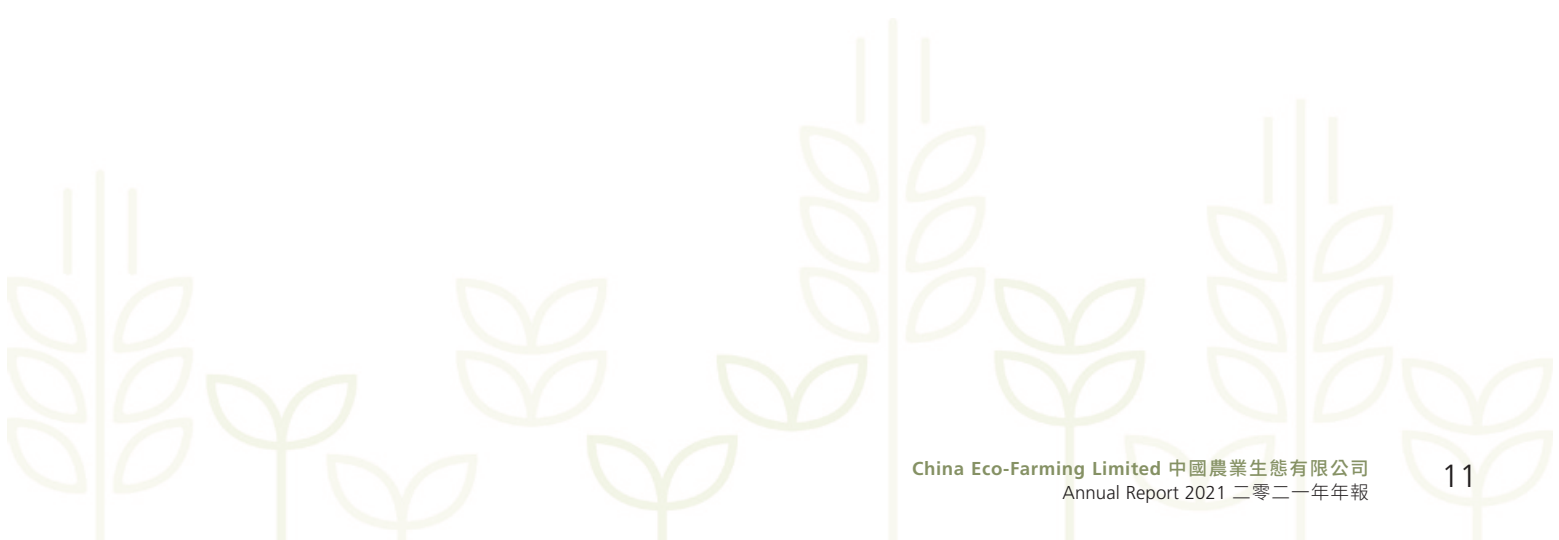 China Eco-Farming Limited 中國農業生態有限公司
Annual Report 2021 二零二一年年報
11